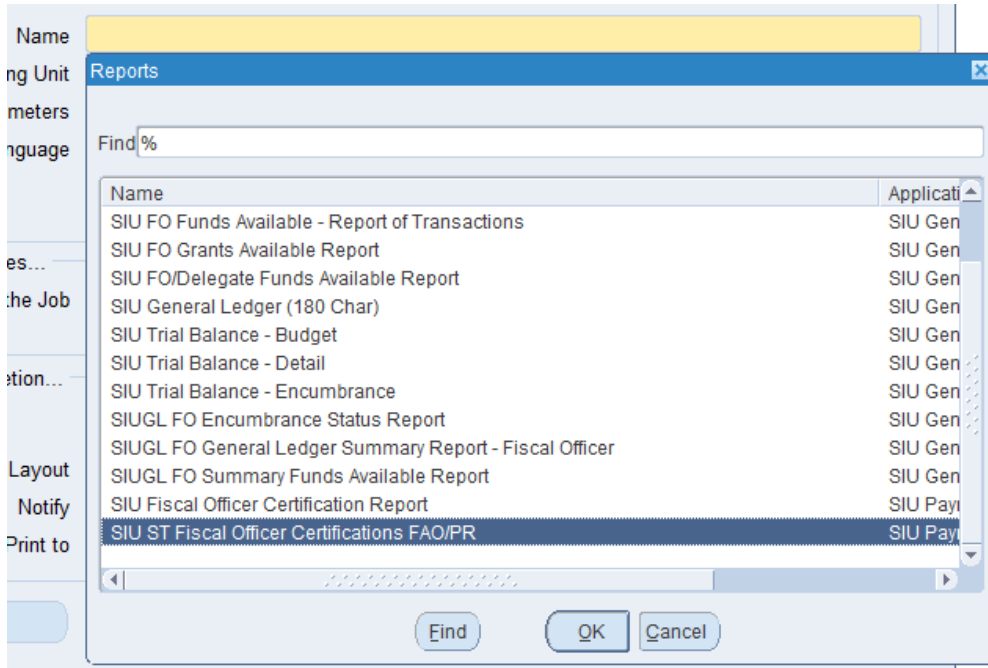 Name
ng Unit
Reports
meters
nguage
Find %
Name Applicati
SIU FO Funds Available - Report of Transactions SIU Gen
SIU FO Grants Available Report SIU Gen
es...
SIU FO/Delegate Funds Available Report SIU Gen
the Job
SIU General Ledger (180 Char) SIU Gen
SIU Trial Balance - Budget SIU Gen
SIU Trial Balance - Detail SIU Gen
etion...
SIU Trial Balance - Encumbrance SIU Gen
SIUGL FO Encumbrance Status Report SIU Gen
SIUGL FO General Ledger Summary Report - Fiscal Officer SIU Gen
Layout
SIUGL FO Summary Funds Available Report SIU Gen
Notify
SIU Fiscal Officer Certification Report SIU Payr
SIU ST Fiscal Officer Certifications FAO/PR SIU Payr
Print to
Find OK Cancel